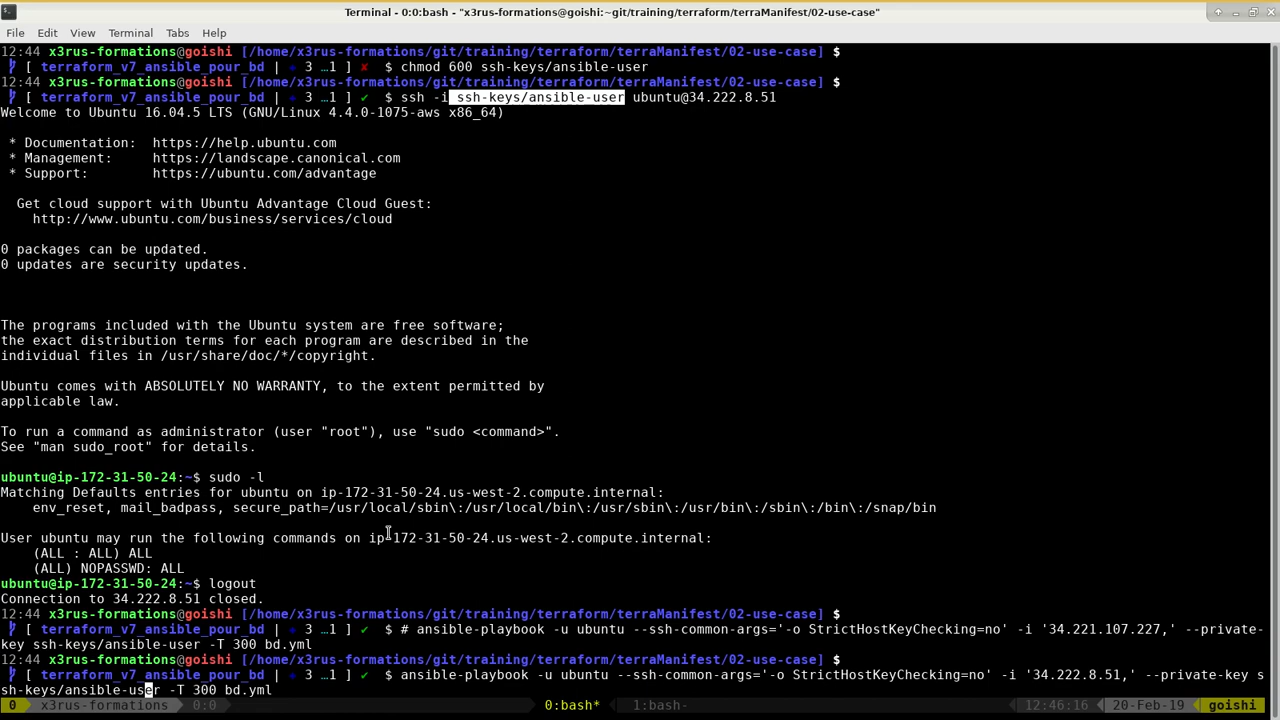 Terminal - 0:0:bash - "x3rus-formations@goishi:~git/training/terraform/terraManifest/02-use-case"
File Edit View Terminal Tabs Help
12:44 x3rus-formations@goishi [/home/x3rus-formations/git/training/terraform/terraManifest/02-use-case] $
[ terraform_v7_ansible_pour_bd | 3 …1 ] ✘ $ chmod 600 ssh-keys/ansible-user
12:44 x3rus-formations@goishi [/home/x3rus-formations/git/training/terraform/terraManifest/02-use-case] $
[ terraform_v7_ansible_pour_bd | 3 …1 ] ✔ $ ssh -i ssh-keys/ansible-user ubuntu@34.222.8.51
Welcome to Ubuntu 16.04.5 LTS (GNU/Linux 4.4.0-1075-aws x86_64)
* Documentation: https://help.ubuntu.com
* Management: https://landscape.canonical.com
* Support: https://ubuntu.com/advantage
Get cloud support with Ubuntu Advantage Cloud Guest:
http://www.ubuntu.com/business/services/cloud
0 packages can be updated.
0 updates are security updates.
The programs included with the Ubuntu system are free software;
the exact distribution terms for each program are described in the
individual files in /usr/share/doc/*/copyright.
Ubuntu comes with ABSOLUTELY NO WARRANTY, to the extent permitted by
applicable law.
To run a command as administrator (user "root"), use "sudo <command>".
See "man sudo_root" for details.
ubuntu@ip-172-31-50-24:~$ sudo -l
Matching Defaults entries for ubuntu on ip-172-31-50-24.us-west-2.compute.internal:
env_reset, mail_badpass, secure_path=/usr/local/sbin\:/usr/local/bin\:/usr/sbin\:/usr/bin\:/sbin\:/bin\:/snap/bin
User ubuntu may run the following commands on ip-172-31-50-24.us-west-2.compute.internal:
(ALL : ALL) ALL
(ALL) NOPASSWD: ALL
ubuntu@ip-172-31-50-24:~$ logout
Connection to 34.222.8.51 closed.
12:44 x3rus-formations@goishi [/home/x3rus-formations/git/training/terraform/terraManifest/02-use-case] $
[ terraform_v7_ansible_pour_bd | 3 …1 ] ✔ $ # ansible-playbook -u ubuntu --ssh-common-args='-o StrictHostKeyChecking=no' -i '34.221.107.227,' --private-
key ssh-keys/ansible-user -T 300 bd.yml
12:44 x3rus-formations@goishi [/home/x3rus-formations/git/training/terraform/terraManifest/02-use-case] $
[ terraform_v7_ansible_pour_bd | 3 …1 ] ✔ $ ansible-playbook -u ubuntu --ssh-common-args='-o StrictHostKeyChecking=no' -i '34.222.8.51,' --private-key s
sh-keys/ansible-user -T 300 bd.yml
0 x3rus-formations 0:0 0:bash* 1:bash- 12:46:16 20-Feb-19 goishi